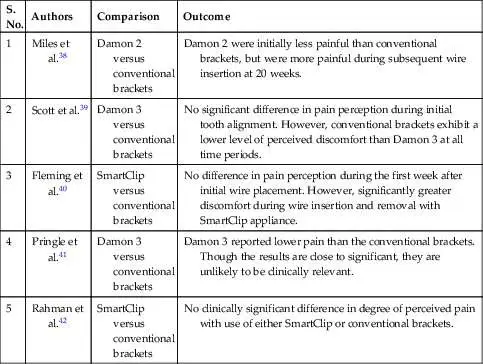 S. No. Authors Comparison Outcome
1 Miles et al.38 Damon 2 versus conventional brackets Damon 2 were initially less painful than conventional
brackets, but were more painful during subsequent wire
insertion at 20 weeks.
2 Scott et al.39 Damon 3 versus conventional brackets No significant difference in pain perception during initial
tooth alignment. However, conventional brackets exhibit a
lower level of perceived discomfort than Damon 3 at all
time periods.
3 Fleming et al.40 SmartClip versus conventional brackets No difference in pain perception during the first week after
initial wire placement. However, significantly greater
discomfort during wire insertion and removal with
SmartClip appliance.
4 Pringle et al.41 Damon 3 versus conventional brackets Damon 3 reported lower pain than the conventional brackets.
Though the results are close to significant, they are
unlikely to be clinically relevant.
5 Rahman et al.42 SmartClip versus conventional brackets No clinically significant difference in degree of perceived pain
with use of either SmartClip or conventional brackets.